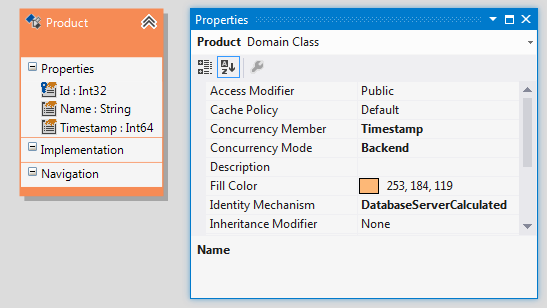 Product
Properties
Id : Int32
Name : String
Timestamp : Int64
Implementation
Navigation
Properties
Product Domain Class
Access Modifier Public
Cache Policy Default
Concurrency Member Timestamp
Concurrency Mode Backend
Description
Fill Color 253, 184, 119
Identity Mechanism DatabaseServerCalculated
Inheritance Modifier None
Name